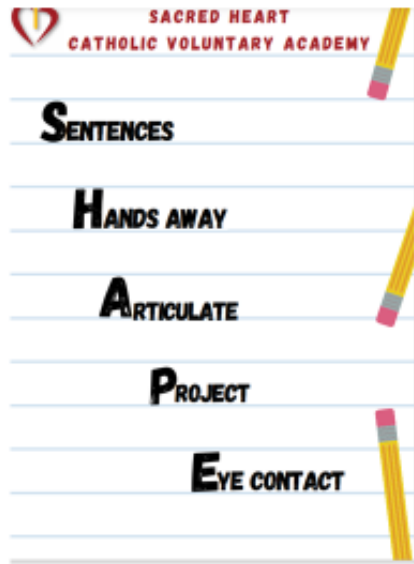 SACRED HEART
CATHOLIC VOLUNTARY ACADEMY
SENTENCES
HANDS AWAY
ARTICULATE
PROJECT
EYE CONTACT